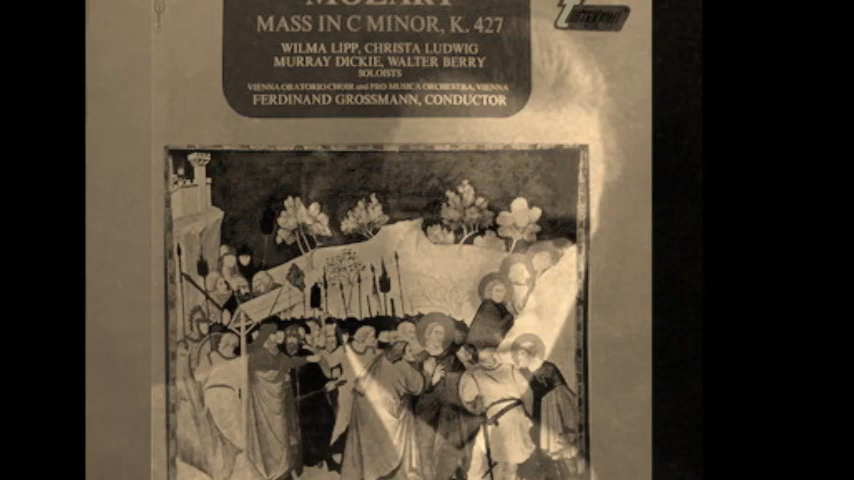 MOZART
MASS IN C MINOR, K. 427
WILMA LIPP, CHRISTA LUDWIG
MURRAY DICKIE, WALTER BERRY
SOLOISTS
VIENNA ORATORIO CHOIR and PRO MUSICA ORCHESTRA, VIENNA
FERDINAND GROSSMANN, CONDUCTOR